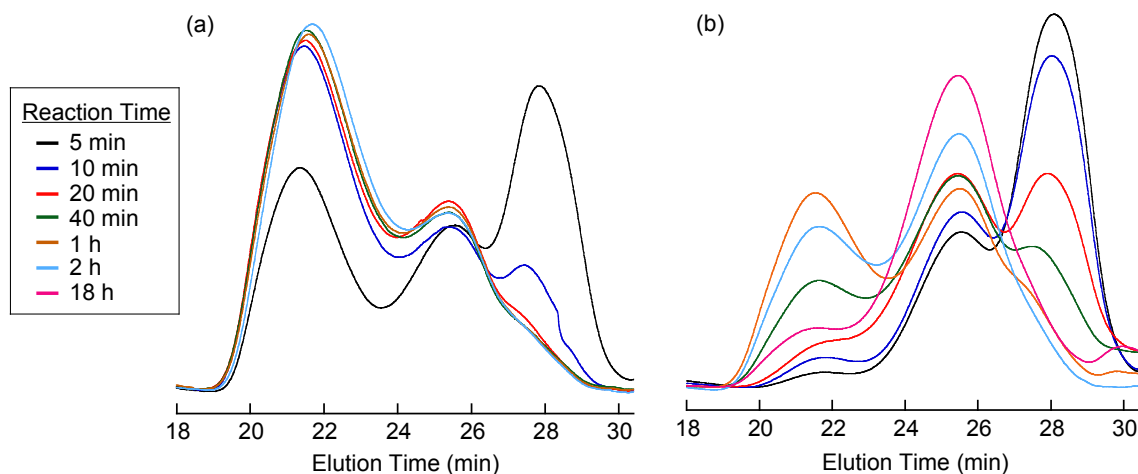 (a)
(b)
Reaction Time
5 min
10 min
20 min
40 min
1 h
2 h
18 h
18 20 22 24 26 28 30
18 20 22 24 26 28 30
Elution Time (min)
Elution Time (min)